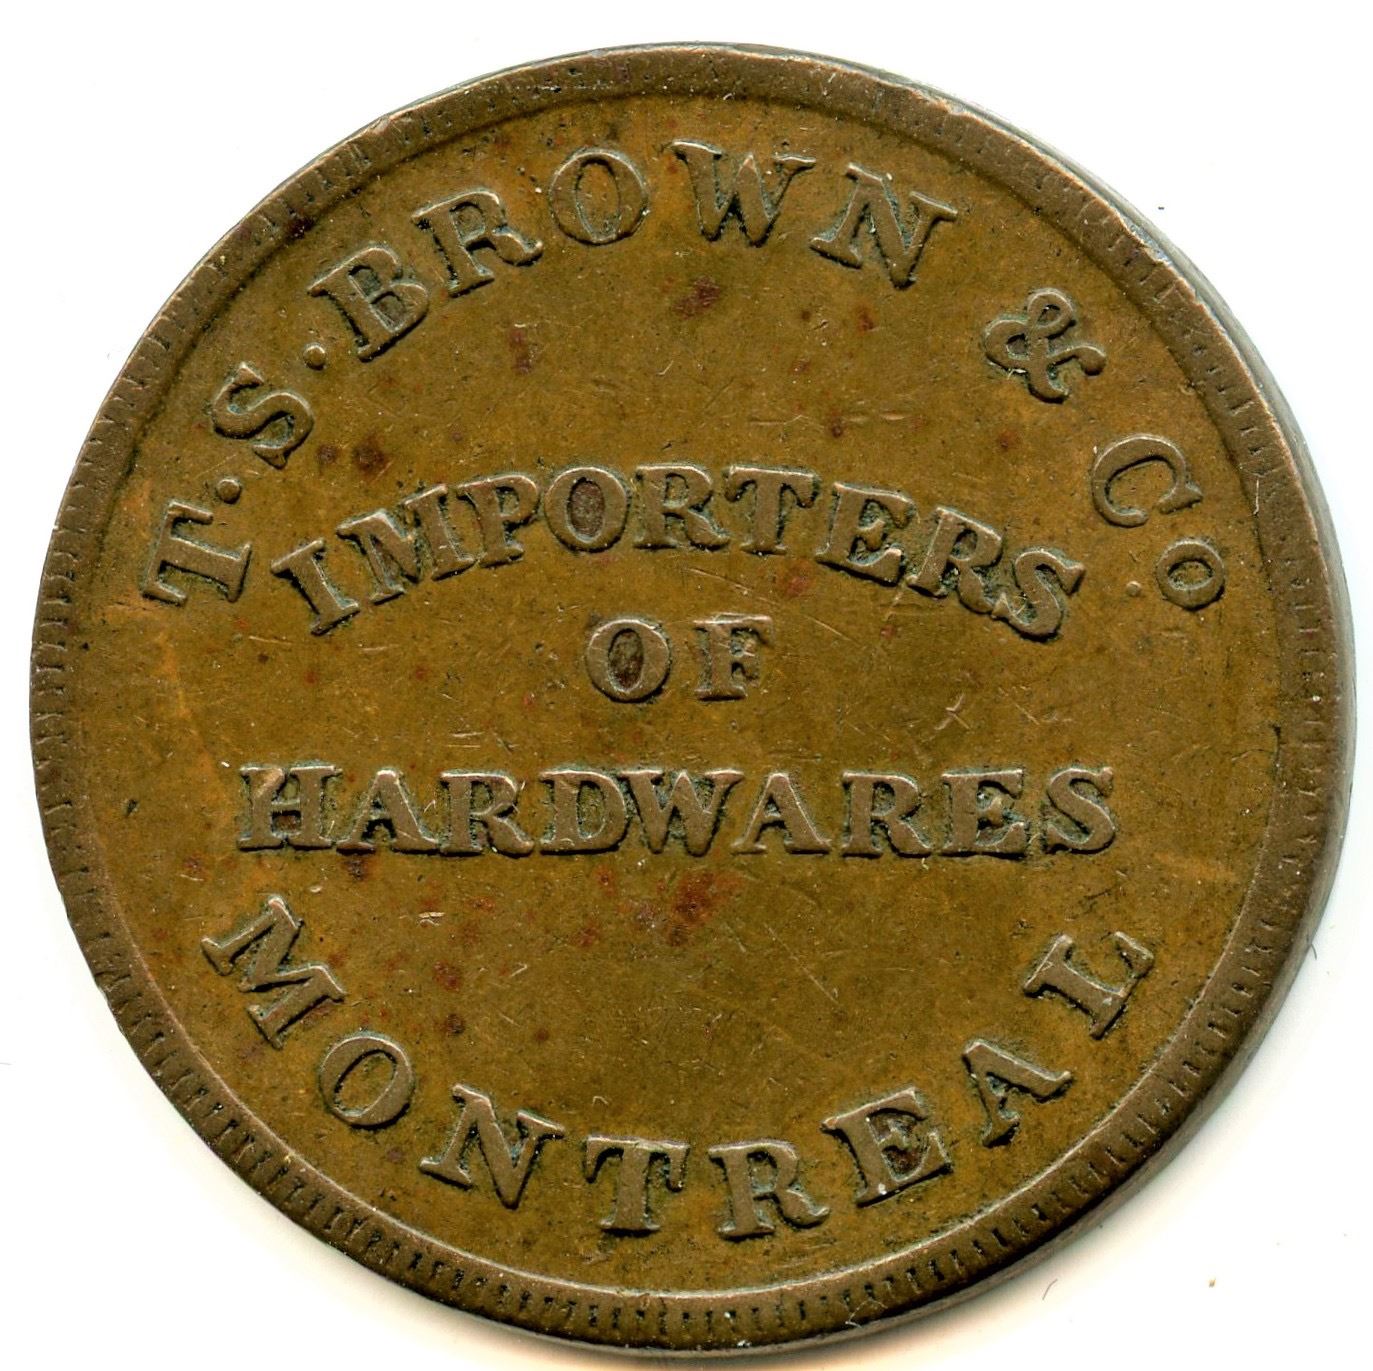 T.S.BROWN & Co
IMPORTERS
OF
HARDWARES
MONTREAL